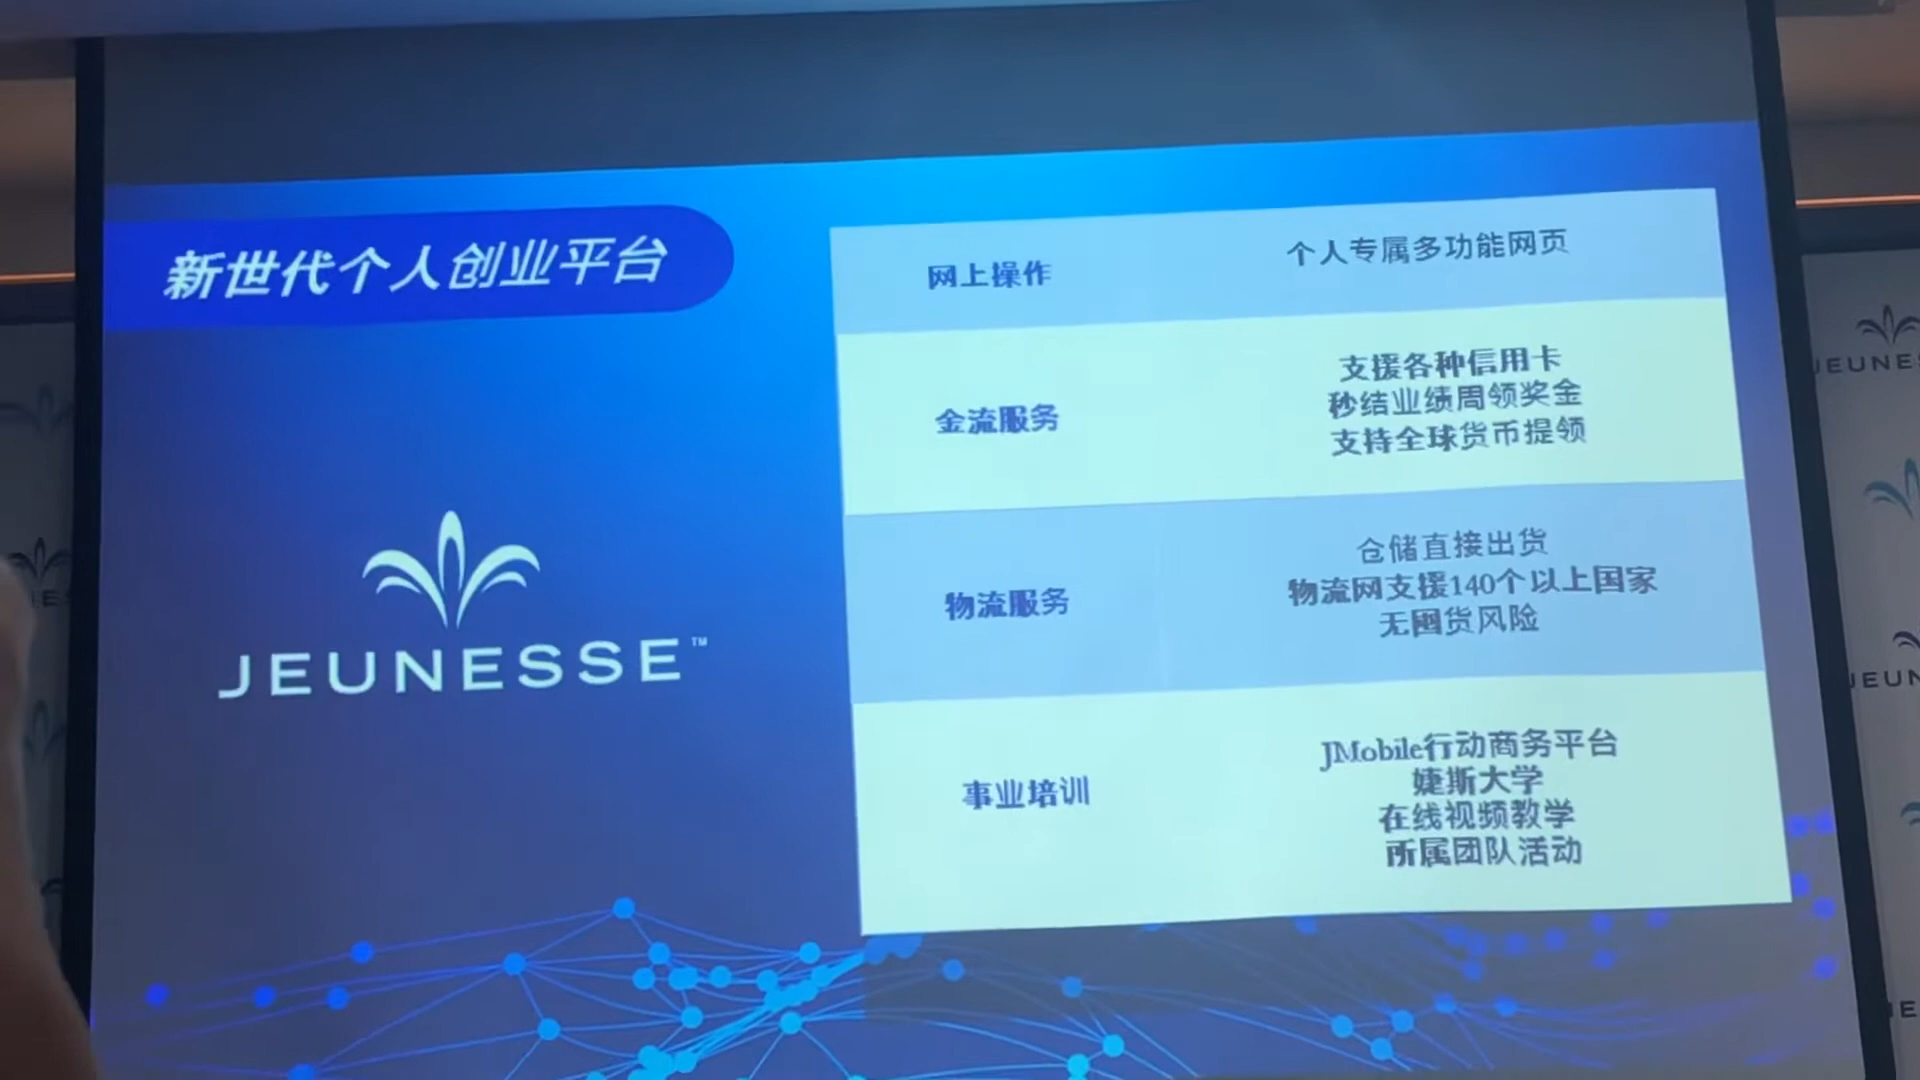 新世代个人创业平台
JEUNESSE™
网上操作
个人专属多功能网页
金流服务
支援各种信用卡
秒结业绩周领奖金
支持全球货币提领
物流服务
仓储直接出货
物流网支援140个以上国家
无囤货风险
事业培训
JMobile行动商务平台
婕斯大学
在线视频教学
所属团队活动
JEUNES
JEUN